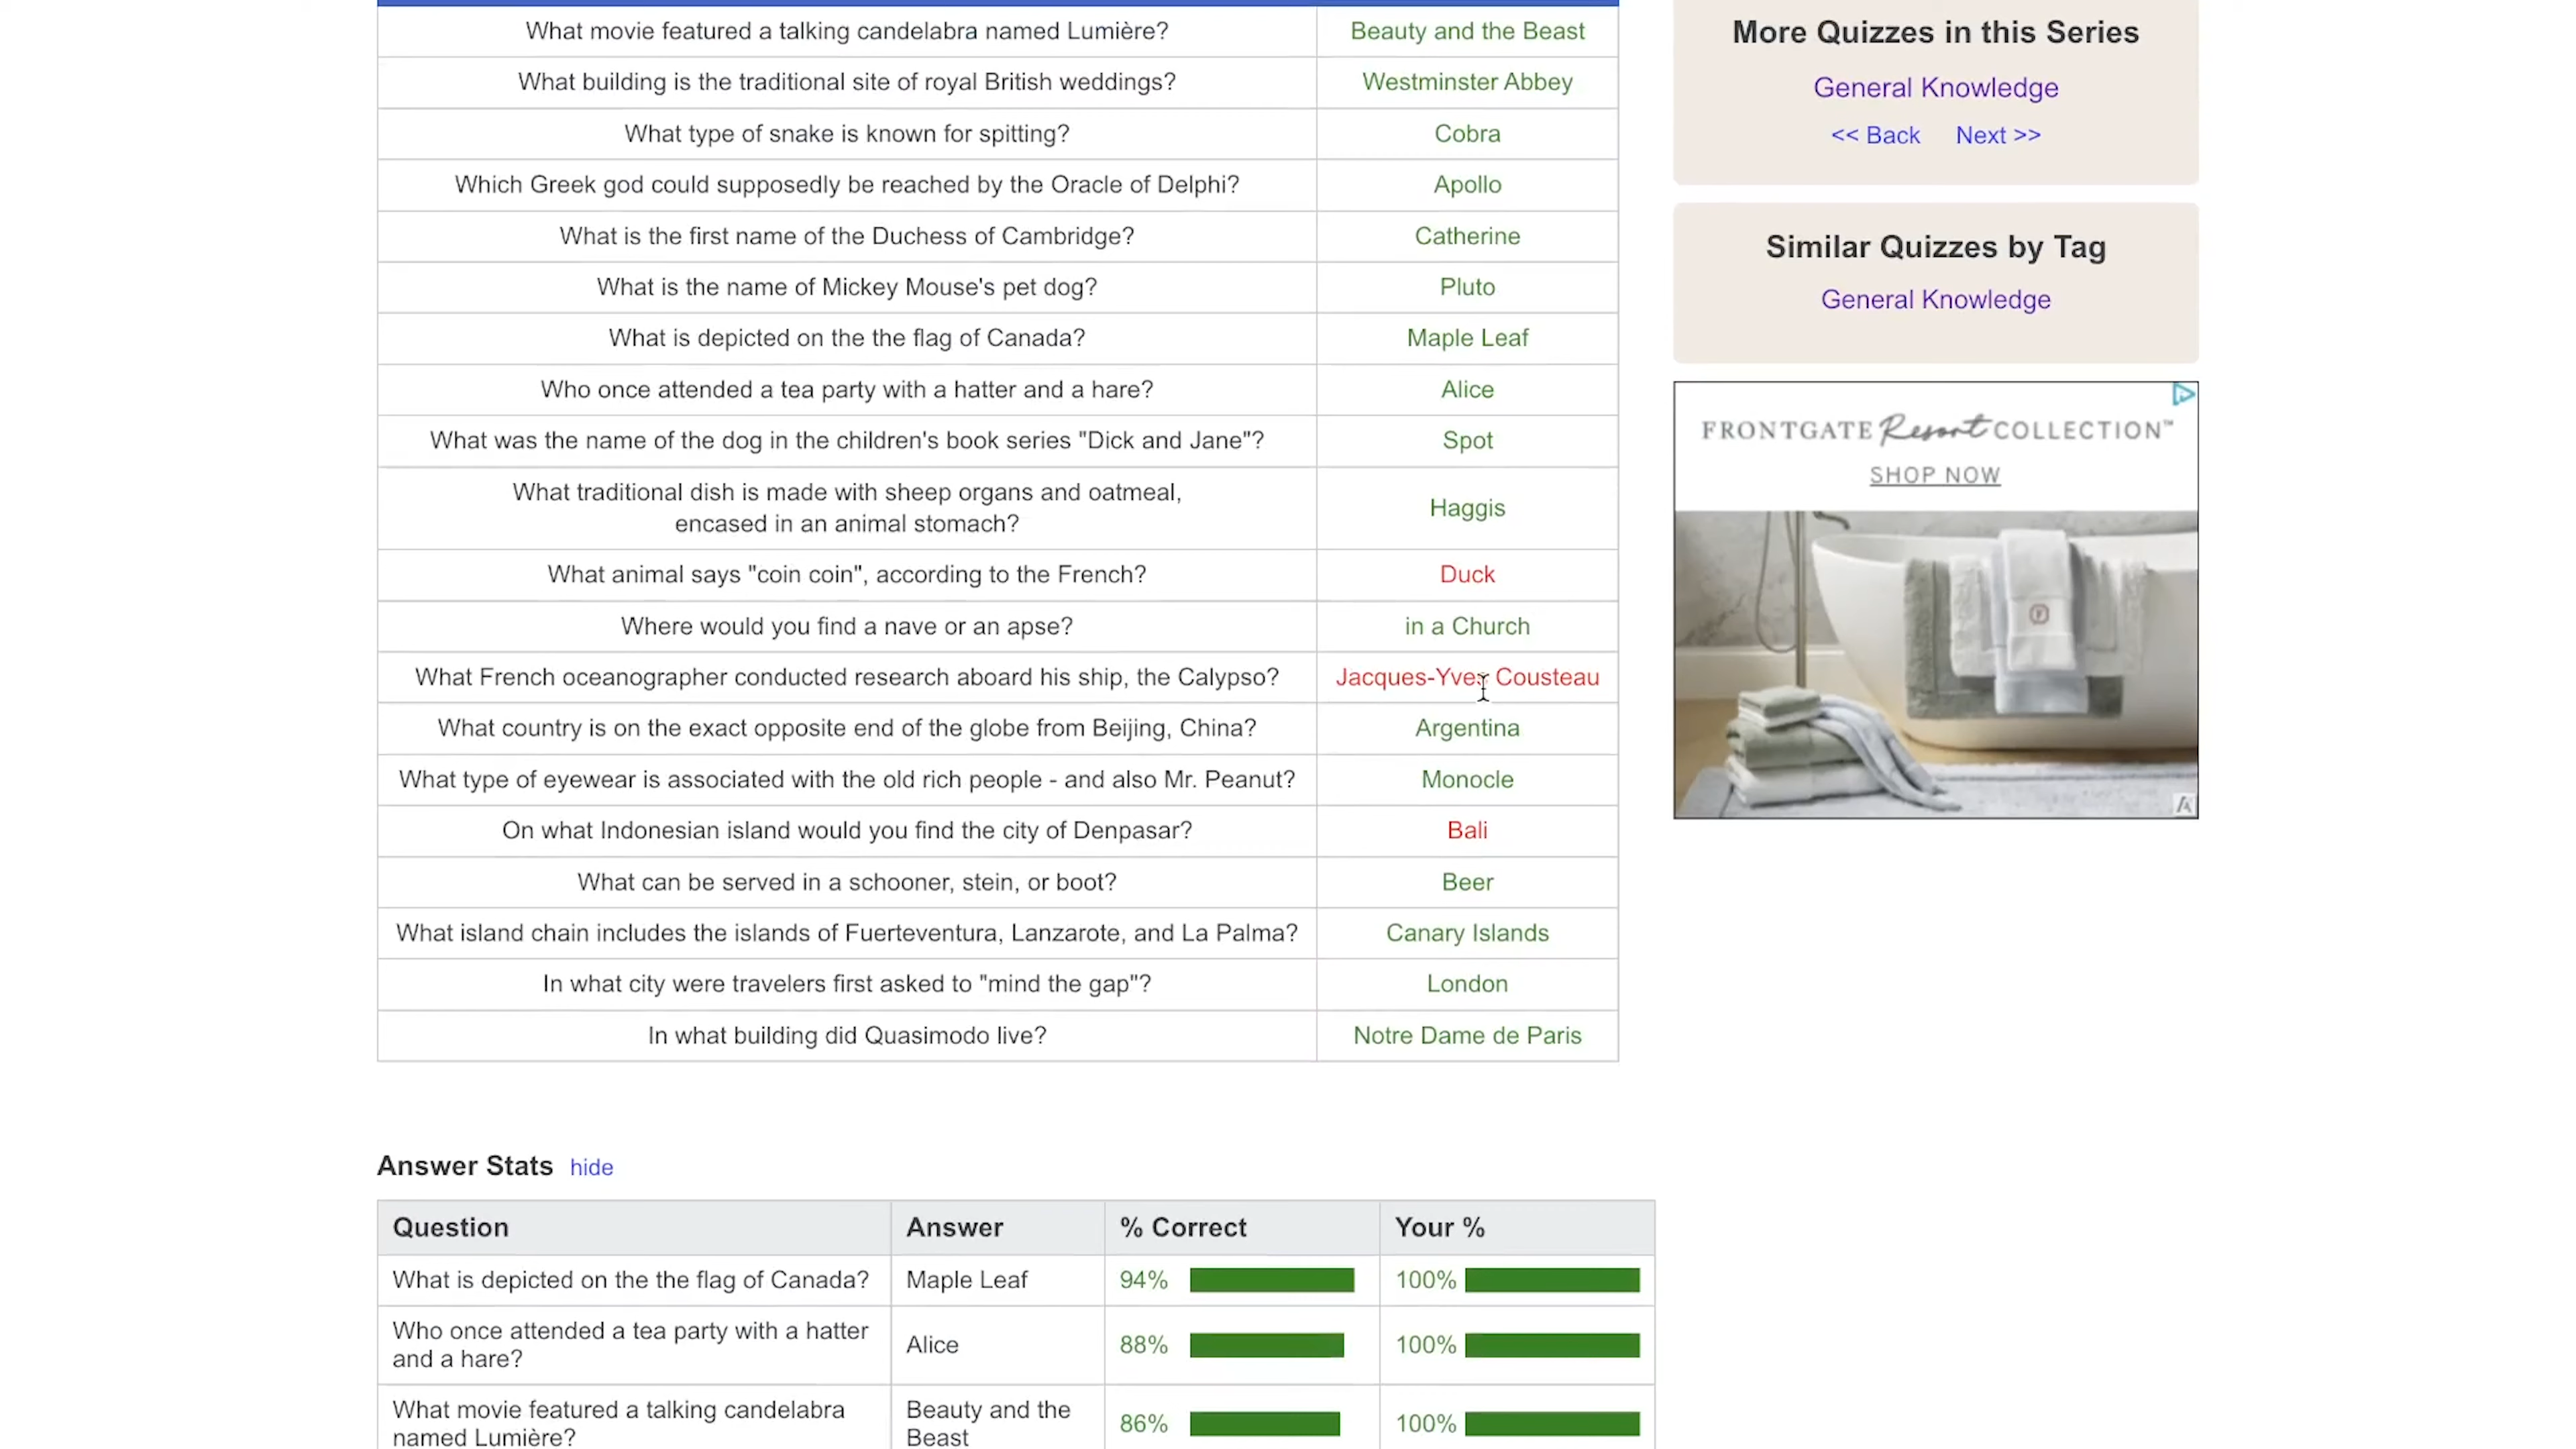 What movie featured a talking candelabra named Lumière? Beauty and the Beast
What building is the traditional site of royal British weddings? Westminster Abbey
What type of snake is known for spitting? Cobra
Which Greek god could supposedly be reached by the Oracle of Delphi? Apollo
What is the first name of the Duchess of Cambridge? Catherine
What is the name of Mickey Mouse's pet dog? Pluto
What is depicted on the the flag of Canada? Maple Leaf
Who once attended a tea party with a hatter and a hare? Alice
What was the name of the dog in the children's book series "Dick and Jane"? Spot
What traditional dish is made with sheep organs and oatmeal,
encased in an animal stomach?
Haggis
What animal says "coin coin", according to the French? Duck
Where would you find a nave or an apse? in a Church
What French oceanographer conducted research aboard his ship, the Calypso? Jacques-Yves Cousteau
What country is on the exact opposite end of the globe from Beijing, China? Argentina
What type of eyewear is associated with the old rich people - and also Mr. Peanut? Monocle
On what Indonesian island would you find the city of Denpasar? Bali
What can be served in a schooner, stein, or boot? Beer
What island chain includes the islands of Fuerteventura, Lanzarote, and La Palma? Canary Islands
In what city were travelers first asked to "mind the gap"? London
In what building did Quasimodo live? Notre Dame de Paris
More Quizzes in this Series
General Knowledge
<< Back Next >>
Similar Quizzes by Tag
General Knowledge
FRONTGATE Resort COLLECTION™
SHOP NOW
Answer Stats hide
Question Answer % Correct Your %
What is depicted on the the flag of Canada? Maple Leaf 94% 100%
Who once attended a tea party with a hatter
and a hare?
Alice 88% 100%
What movie featured a talking candelabra
named Lumière?
Beauty and the
Beast
86% 100%